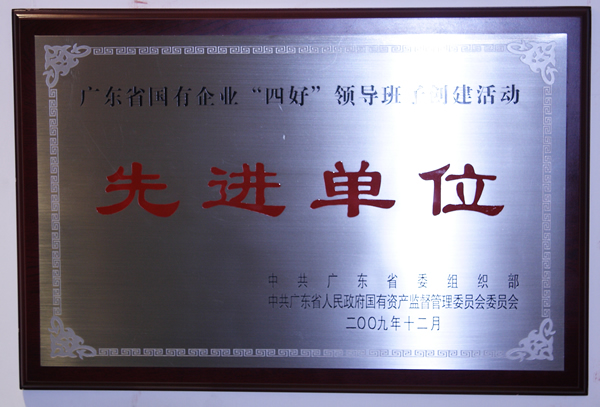 广东省国有企业“四好”领导班子创建活动
先进单位
中共广东省委组织部
中共广东省人民政府国有资产监督管理委员会委员会
二〇〇九年十二月